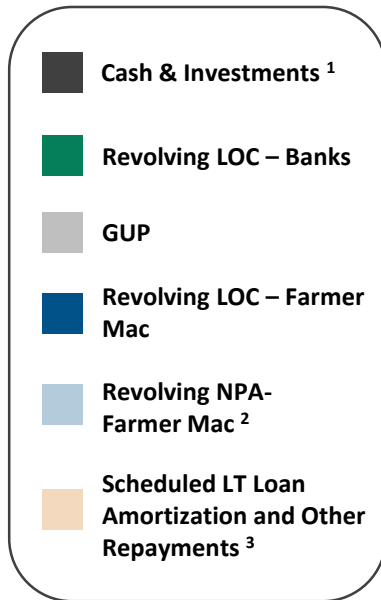 Cash & Investments ¹
Revolving LOC – Banks
GUP
Revolving LOC – Farmer
Mac
Revolving NPA-
Farmer Mac ²
Scheduled LT Loan
Amortization and Other
Repayments ³